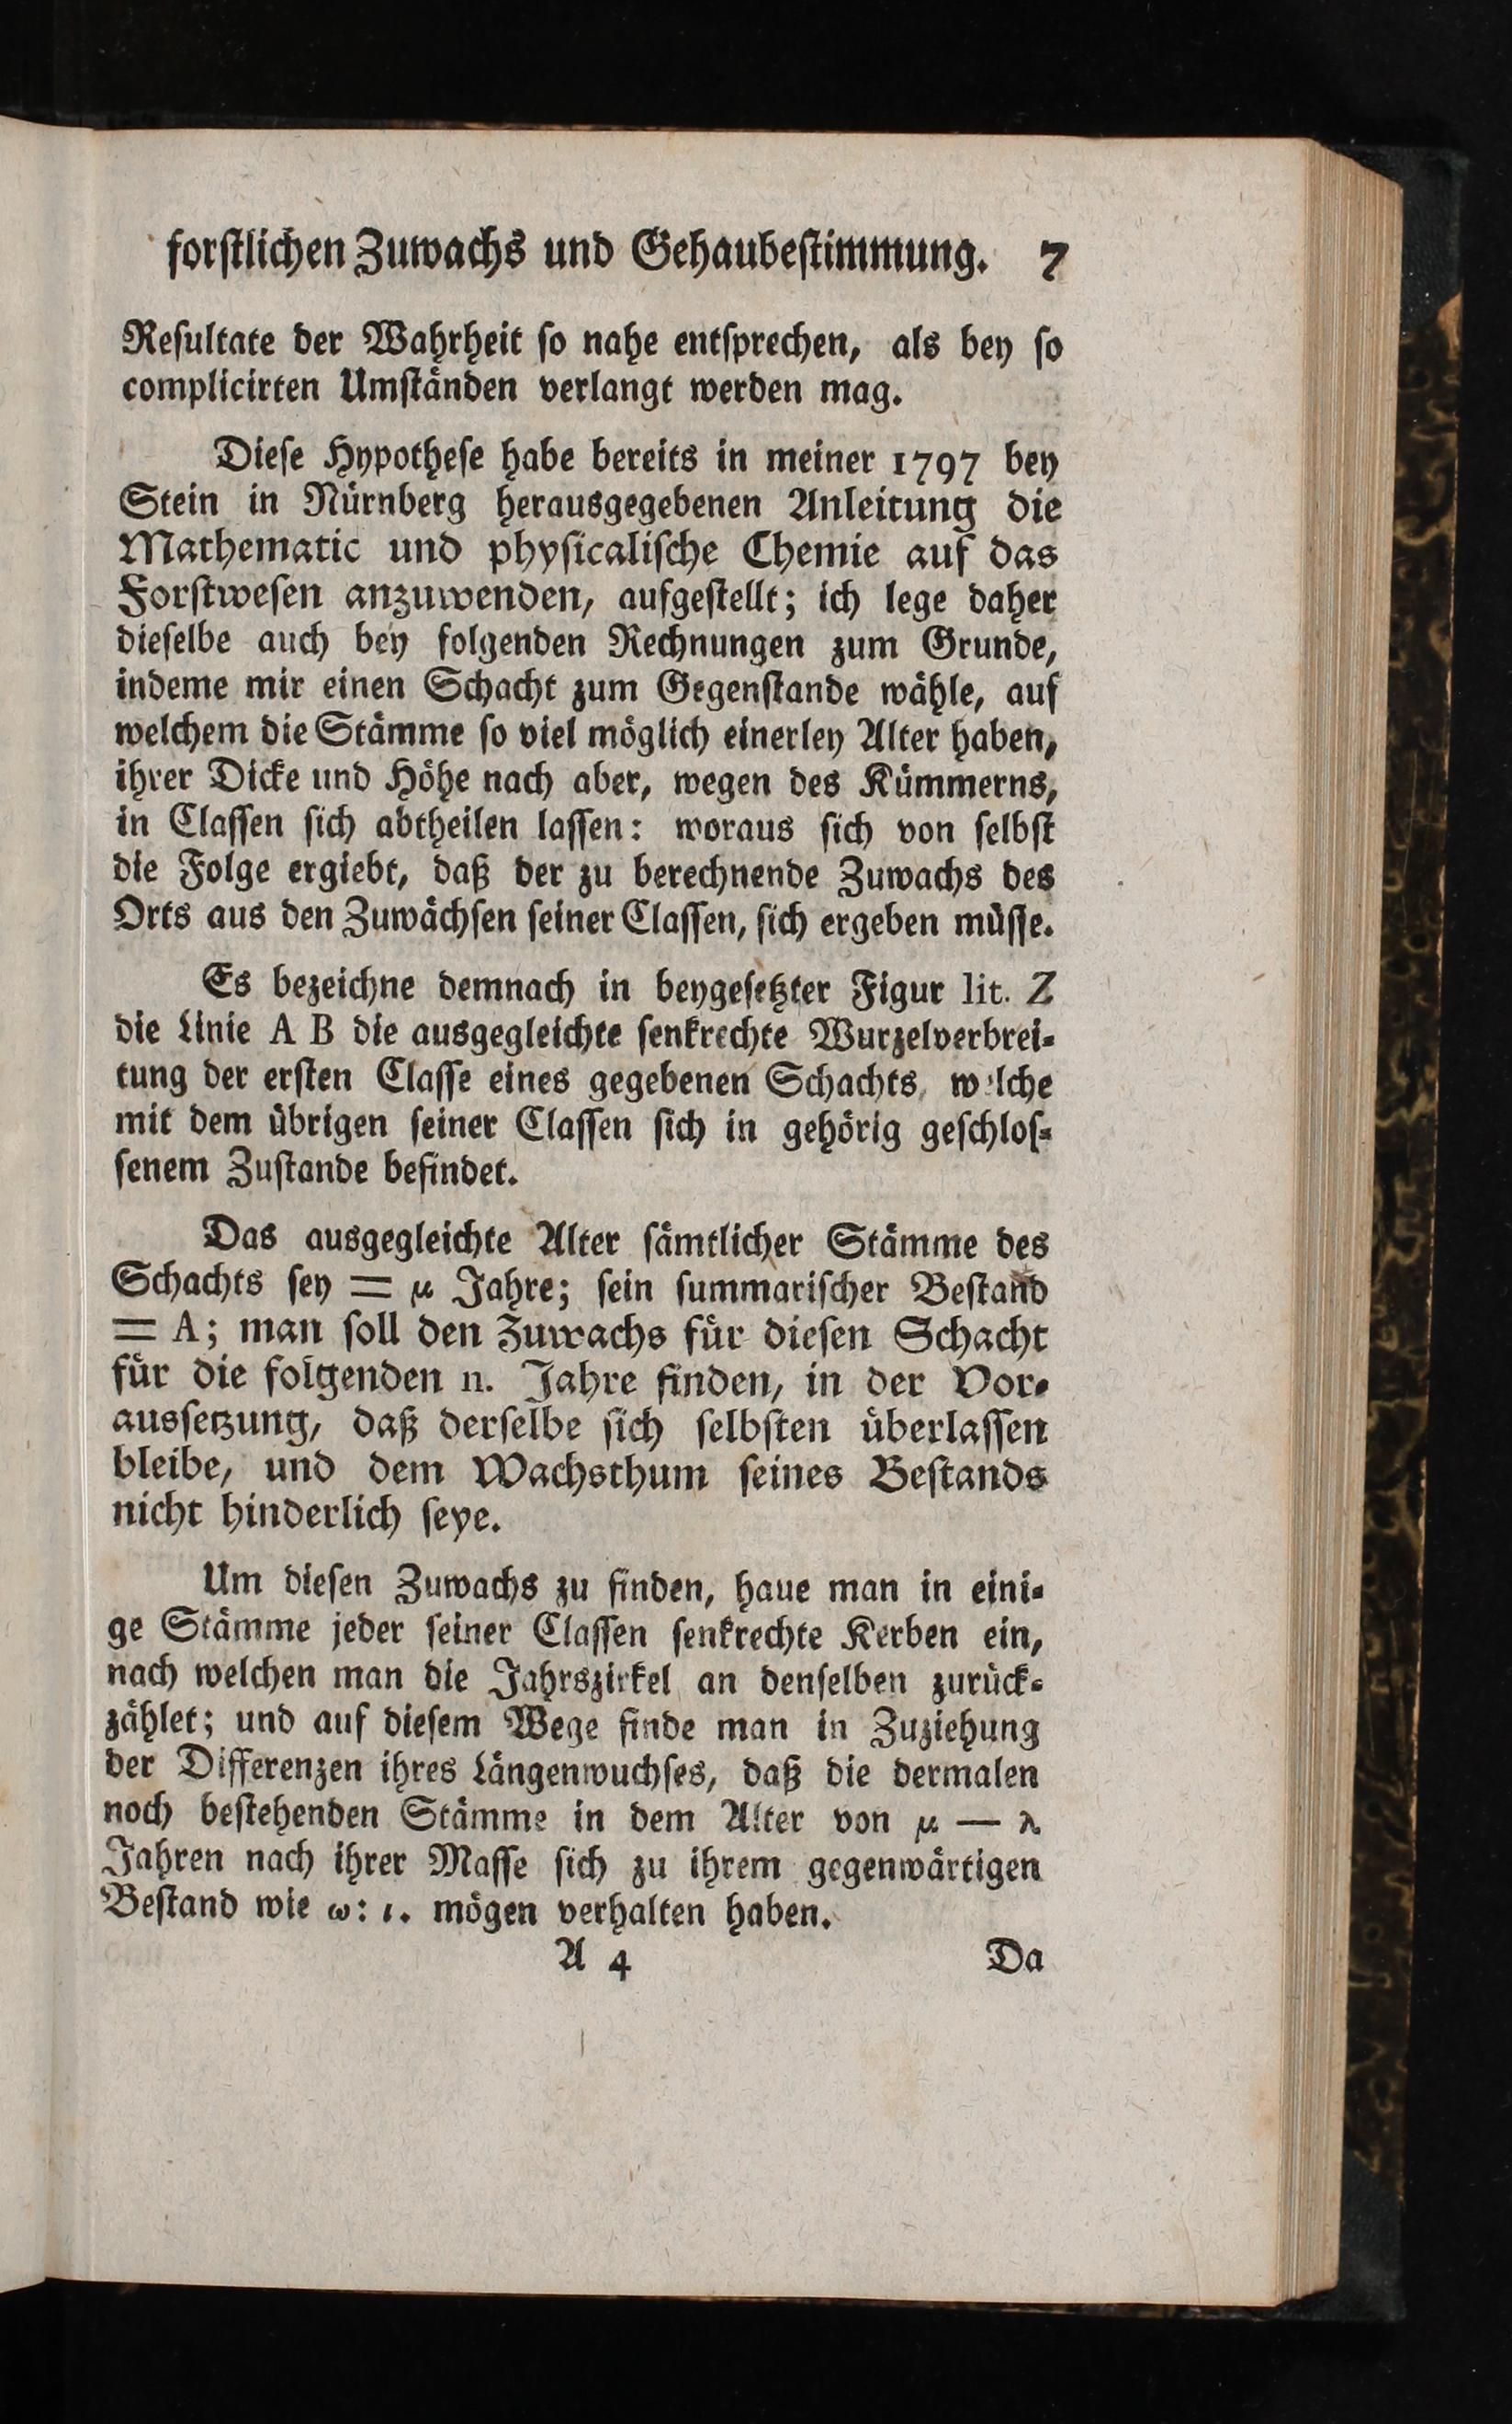 forstlichen Zuwachs und Gehaubestimmung. 7
Resultate der Wahrheit so nahe entsprechen, als bey so
complicirten Umständen verlangt werden mag.
Diese Hypothese habe bereits in meiner 1797 bey
Stein in Nürnberg herausgegebenen Anleitung die
Mathematic und physicalische Chemie auf das
Forstwesen anzuwenden, aufgestellt; ich lege daher
dieselbe auch bey folgenden Rechnungen zum Grunde,
indeme mir einen Schacht zum Gegenstande wähle, auf
welchem die Stämme so viel möglich einerley Alter haben,
ihrer Dicke und Höhe nach aber, wegen des Kümmerns,
in Classen sich abtheilen lassen: woraus sich von selbst
die Folge ergiebt, daß der zu berechnende Zuwachs des
Orts aus den Zuwächsen seiner Classen, sich ergeben müsse.
Es bezeichne demnach in beygesetzter Figur lit. Z
die Linie A B die ausgegleichte senkrechte Wurzelverbrei-
tung der ersten Classe eines gegebenen Schachts, welche
mit dem übrigen seiner Classen sich in gehörig geschlos-
senem Zustande befindet.
Das ausgegleichte Alter sämtlicher Stämme des
Schachts sey = μ Jahre; sein summarischer Bestand
= A; man soll den Zuwachs für diesen Schacht
für die folgenden n. Jahre finden, in der Vor-
aussetzung, daß derselbe sich selbsten überlassen
bleibe, und dem Wachsthum seines Bestands
nicht hinderlich seye.
Um diesen Zuwachs zu finden, haue man in eini-
ge Stämme jeder seiner Classen senkrechte Kerben ein,
nach welchen man die Jahrszirkel an denselben zurück-
zählet; und auf diesem Wege finde man in Zuziehung
der Differenzen ihres Längenwuchses, daß die dermalen
noch bestehenden Stämme in dem Alter von μ — λ
Jahren nach ihrer Masse sich zu ihrem gegenwärtigen
Bestand wie ω: ι. mögen verhalten haben.
A 4 Da